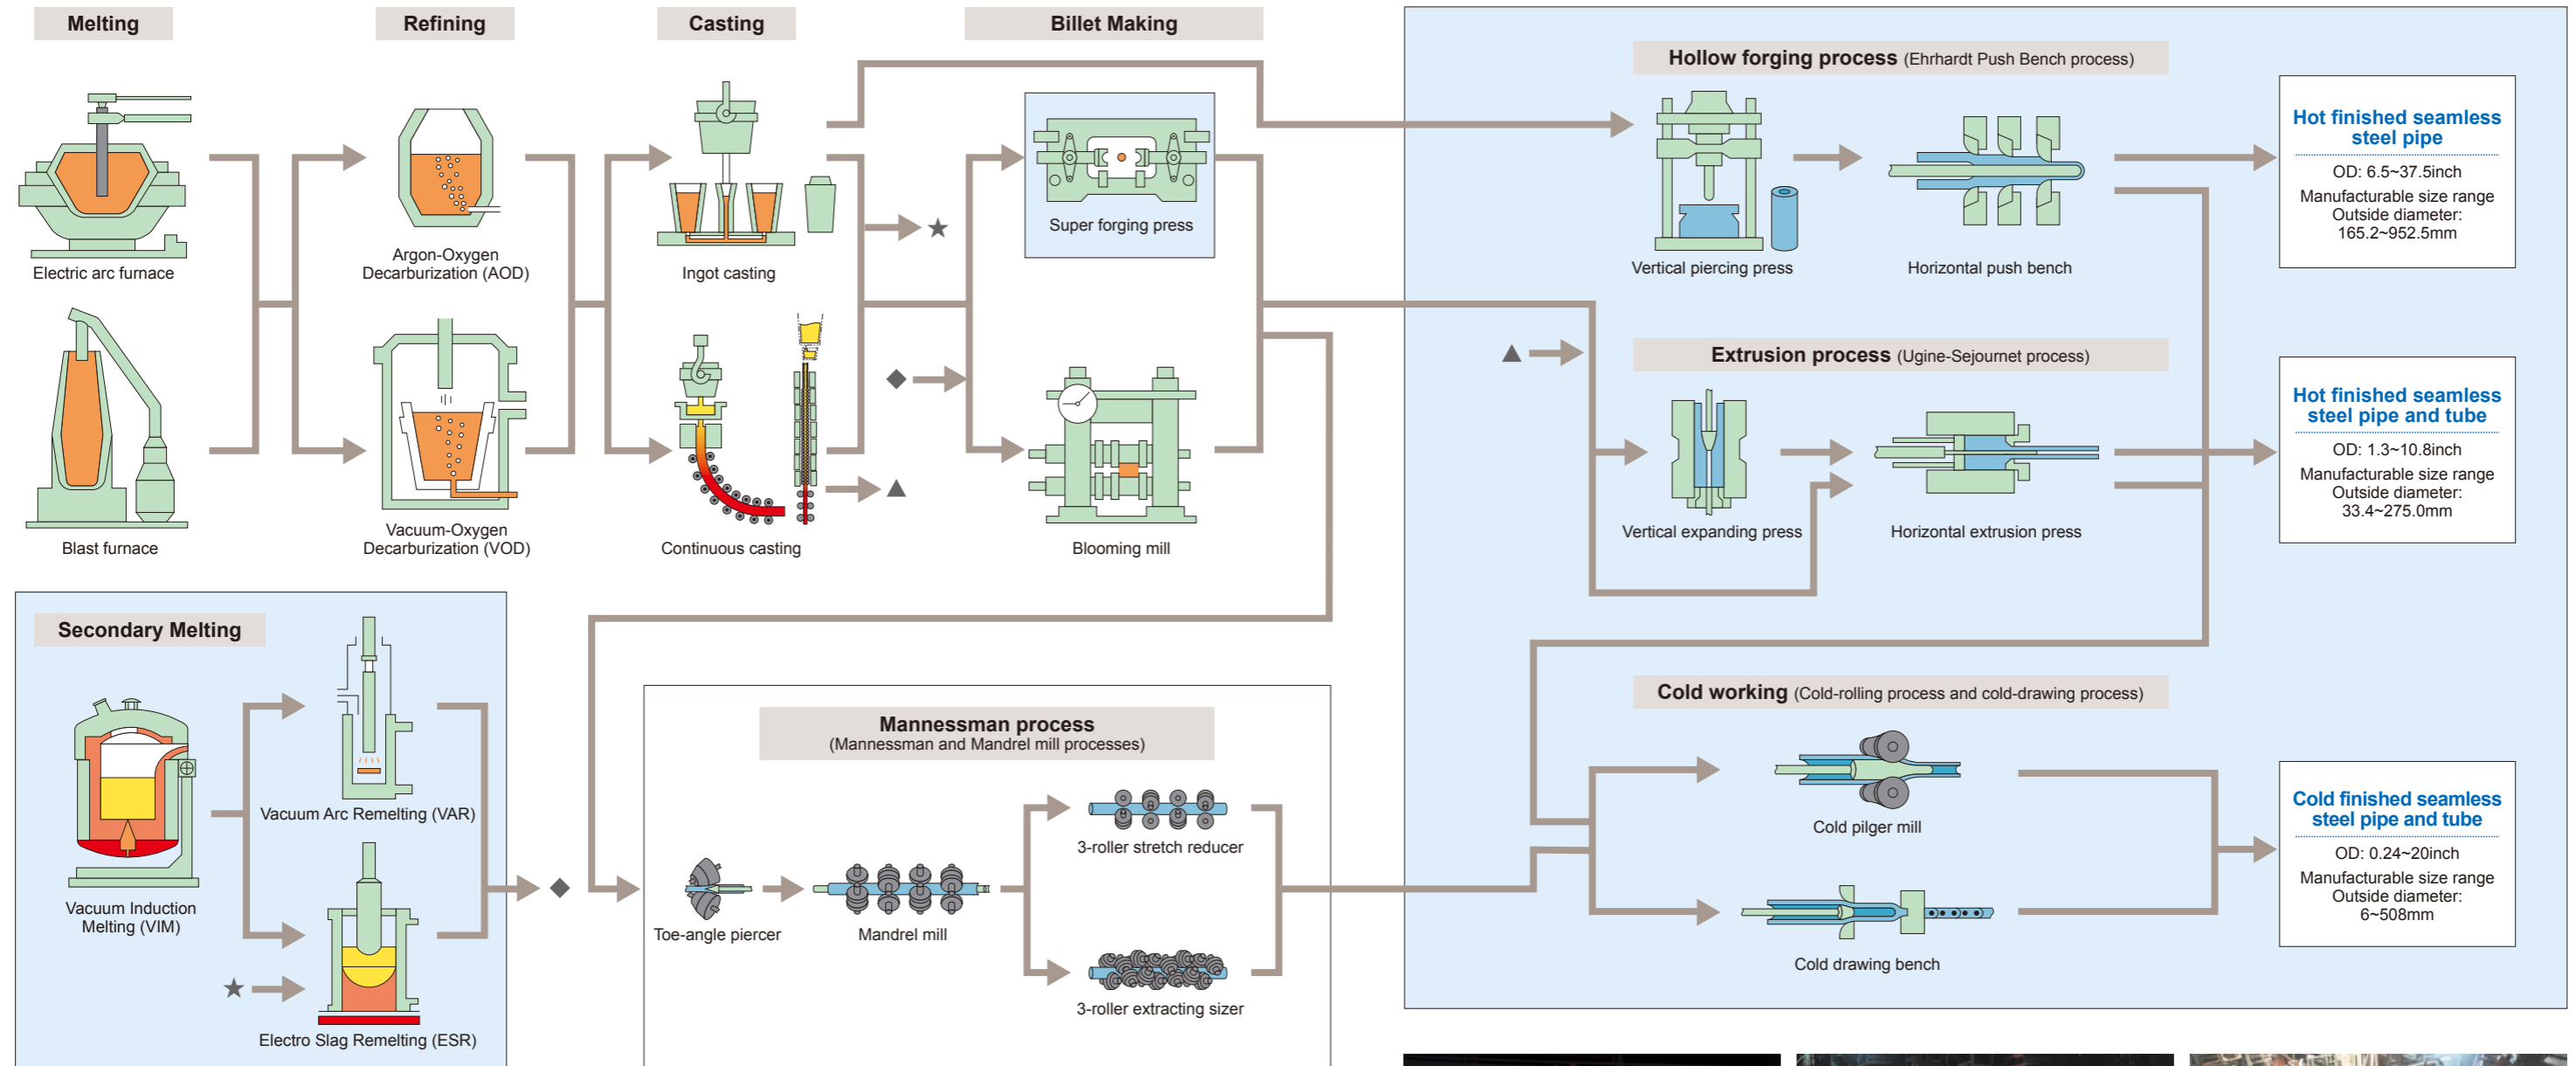 Melting
Refining
Casting
Billet Making
Hollow forging process (Ehrhardt Push Bench process)
Electric arc furnace
Argon-Oxygen
Decarburization (AOD)
Ingot casting
★
Super forging press
Vertical piercing press
Horizontal push bench
Hot finished seamless
steel pipe
OD: 6.5~37.5inch
Manufacturable size range
Outside diameter:
165.2~952.5mm
Blast furnace
Vacuum-Oxygen
Decarburization (VOD)
Continuous casting
◆
▲
Blooming mill
▲
Extrusion process (Ugine-Sejournet process)
Vertical expanding press
Horizontal extrusion press
Hot finished seamless
steel pipe and tube
OD: 1.3~10.8inch
Manufacturable size range
Outside diameter:
33.4~275.0mm
Secondary Melting
Vacuum Induction
Melting (VIM)
Vacuum Arc Remelting (VAR)
★
Electro Slag Remelting (ESR)
◆
Mannessman process
(Mannessman and Mandrel mill processes)
Toe-angle piercer
Mandrel mill
3-roller stretch reducer
3-roller extracting sizer
Cold working (Cold-rolling process and cold-drawing process)
Cold pilger mill
Cold drawing bench
Cold finished seamless
steel pipe and tube
OD: 0.24~20inch
Manufacturable size range
Outside diameter:
6~508mm